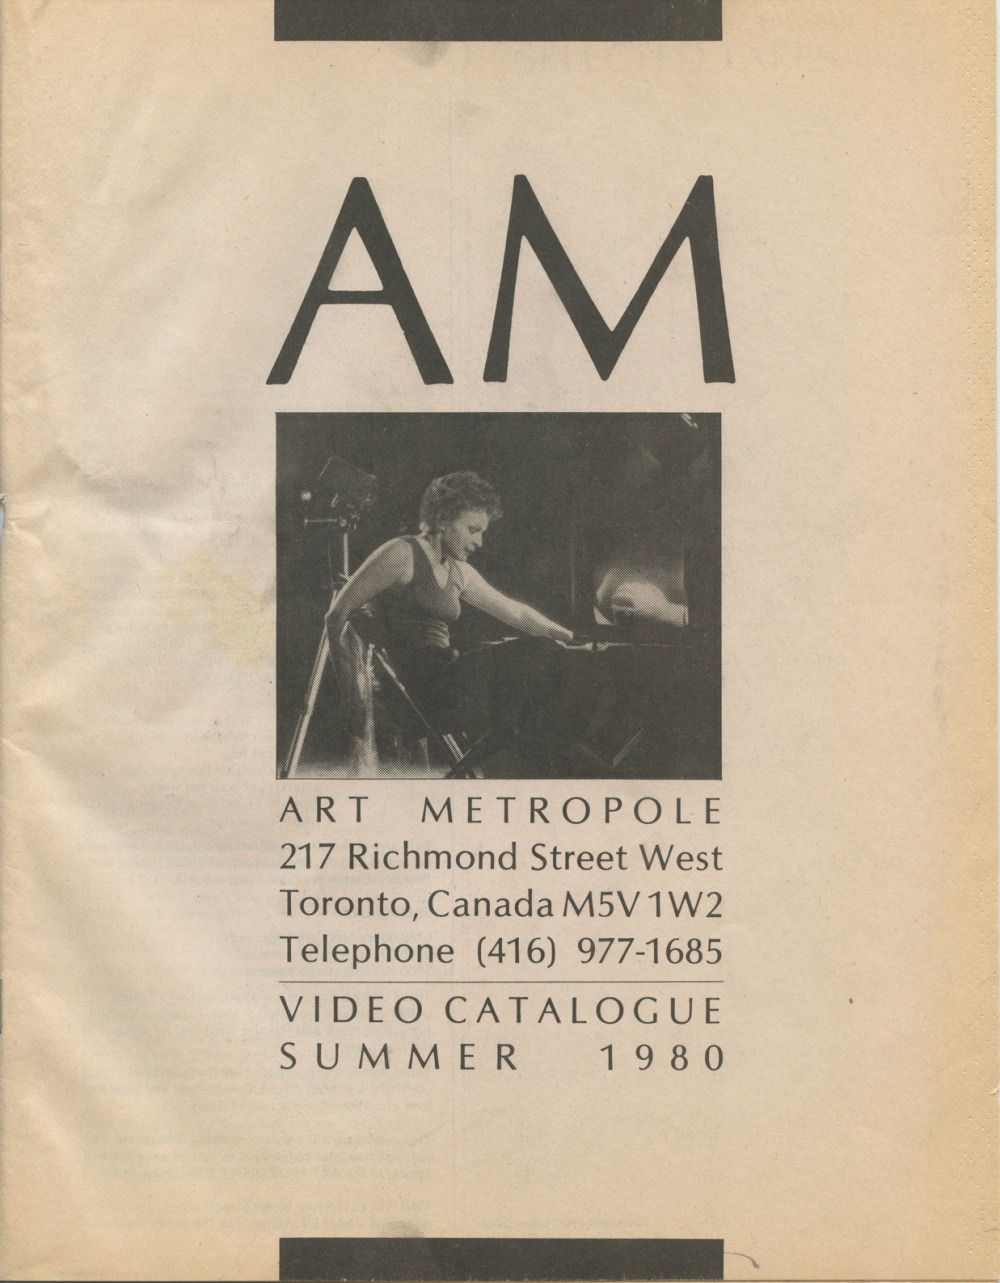 AM
ART METROPOLE
217 Richmond Street West
Toronto, Canada M5V 1W2
Telephone (416) 977-1685
VIDEO CATALOGUE
SUMMER 1980